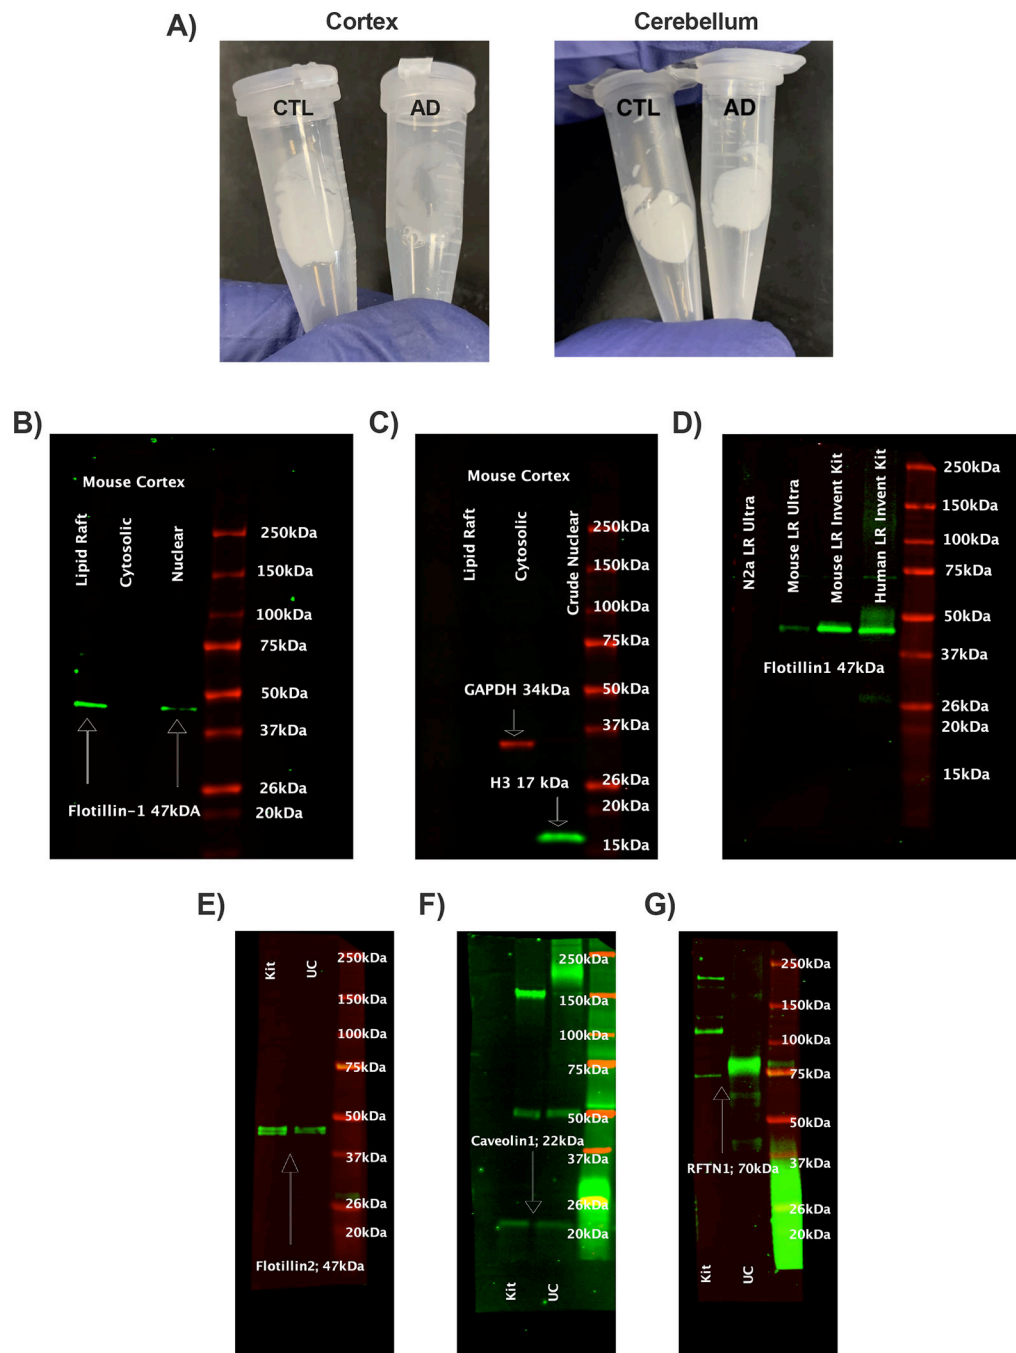 A)
Cortex
Cerebellum
CTL
AD
CTL
AD
B)
Mouse Cortex
Lipid Raft
Cytosolic
Nuclear
250kDa
150kDa
100kDa
75kDa
50kDa
37kDa
26kDa
20kDa
Flotillin-1 47kDA
C)
Mouse Cortex
Lipid Raft
Cytosolic
Crude Nuclear
250kDa
150kDa
100kDa
75kDa
50kDa
37kDa
26kDa
20kDa
15kDa
GAPDH 34kDa
H3 17 kDa
D)
N2a LR Ultra
Mouse LR Ultra
Mouse LR Invent Kit
Human LR Invent Kit
250kDa
150kDa
100kDa
75kDa
50kDa
37kDa
26kDa
20kDa
15kDa
Flotillin1 47kDa
E)
Kit
UC
250kDa
150kDa
100kDa
75kDa
50kDa
37kDa
26kDa
20kDa
Flotillin2; 47kDa
F)
250kDa
150kDa
100kDa
75kDa
50kDa
37kDa
26kDa
20kDa
Caveolin1; 22kDa
Kit
UC
G)
250kDa
150kDa
100kDa
75kDa
50kDa
37kDa
26kDa
20kDa
RFTN1; 70kDa
Kit
UC